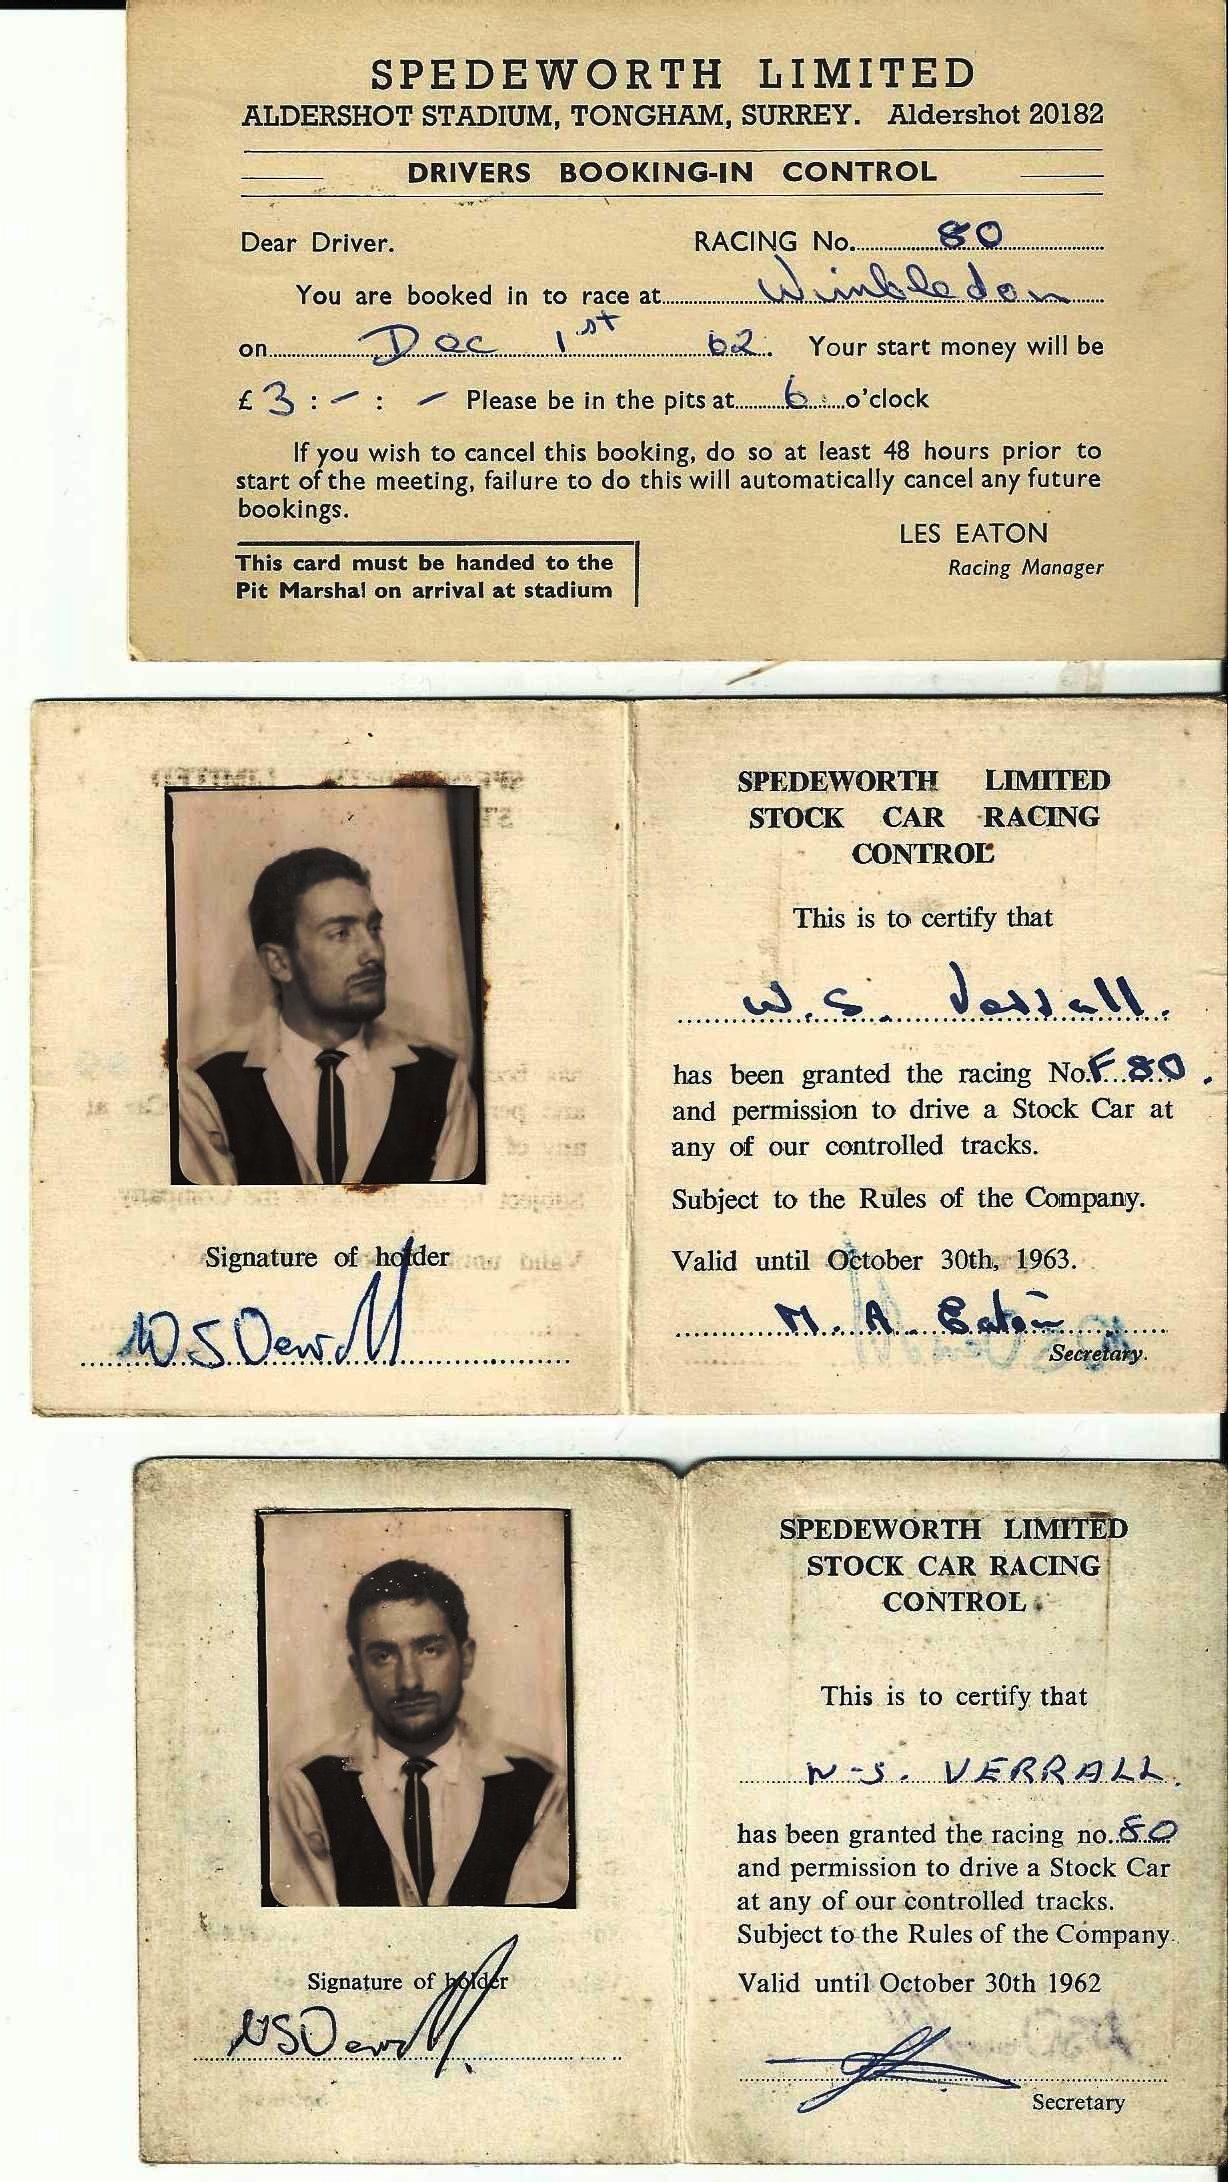 SPEDEWORTH LIMITED
ALDERSHOT STADIUM, TONGHAM, SURREY. Aldershot 20182
DRIVERS BOOKING-IN CONTROL
Dear Driver. RACING No. 80
You are booked in to race at Wimbledon
on Dec 1st 62. Your start money will be
£ 3 : - : - Please be in the pits at 6 o'clock
If you wish to cancel this booking, do so at least 48 hours prior to
start of the meeting, failure to do this will automatically cancel any future
bookings.
LES EATON
Racing Manager
This card must be handed to the
Pit Marshal on arrival at stadium
SPEDEWORTH LIMITED
STOCK CAR RACING
CONTROL
This is to certify that
W. S. Verrall.
has been granted the racing No. F 80.
and permission to drive a Stock Car at
any of our controlled tracks.
Subject to the Rules of the Company.
Valid until October 30th, 1963.
M. A. Eaton
Secretary.
Signature of holder
WSVerrall
SPEDEWORTH LIMITED
STOCK CAR RACING
CONTROL
This is to certify that
W-S. VERRALL.
has been granted the racing no. 80
and permission to drive a Stock Car
at any of our controlled tracks.
Subject to the Rules of the Company.
Valid until October 30th 1962
Secretary
Signature of holder
WSVerrall